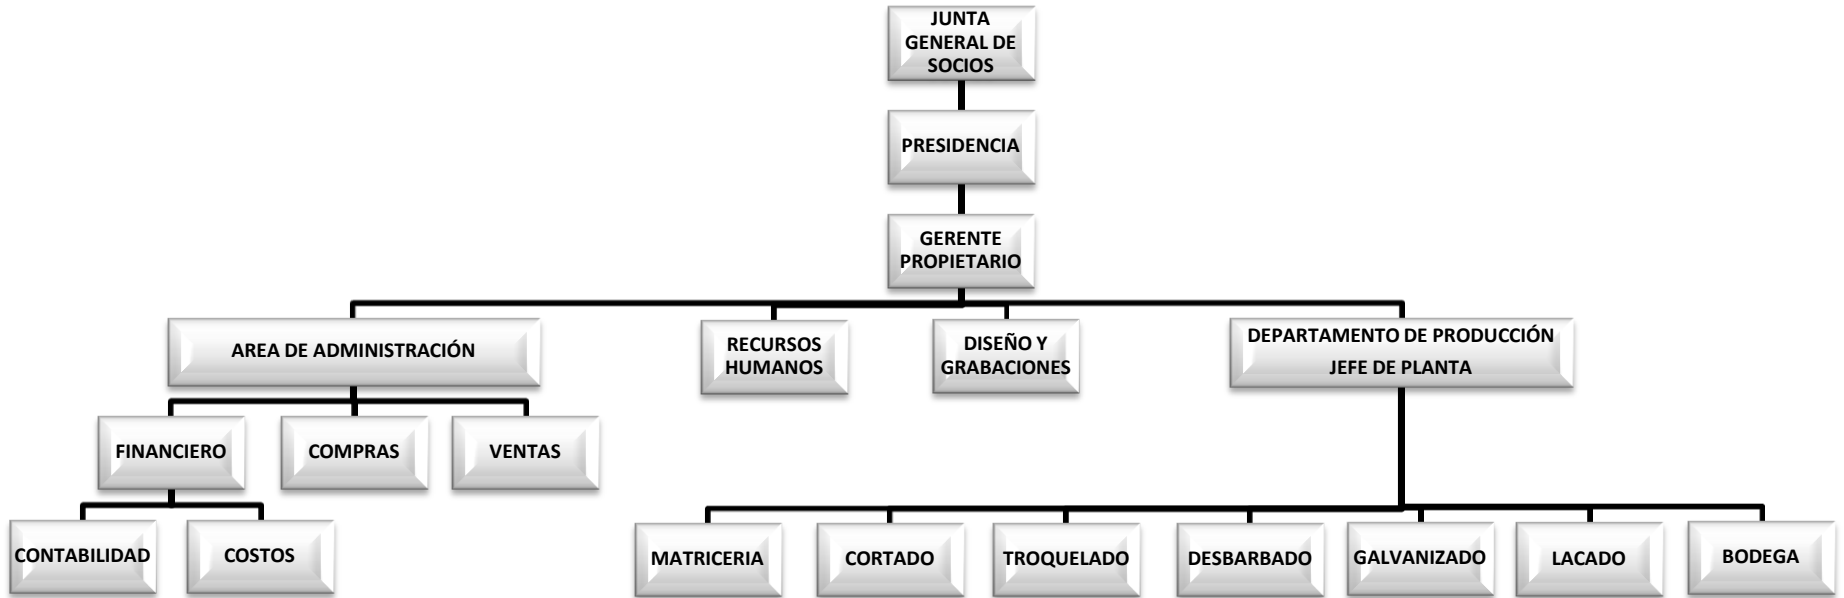 JUNTA
GENERAL DE
SOCIOS
PRESIDENCIA
GERENTE
PROPIETARIO
AREA DE ADMINISTRACIÓN
RECURSOS
HUMANOS
DISEÑO Y
GRABACIONES
DEPARTAMENTO DE PRODUCCIÓN
JEFE DE PLANTA
FINANCIERO
COMPRAS
VENTAS
CONTABILIDAD
COSTOS
MATRICERIA
CORTADO
TROQUELADO
DESBARBADO
GALVANIZADO
LACADO
BODEGA